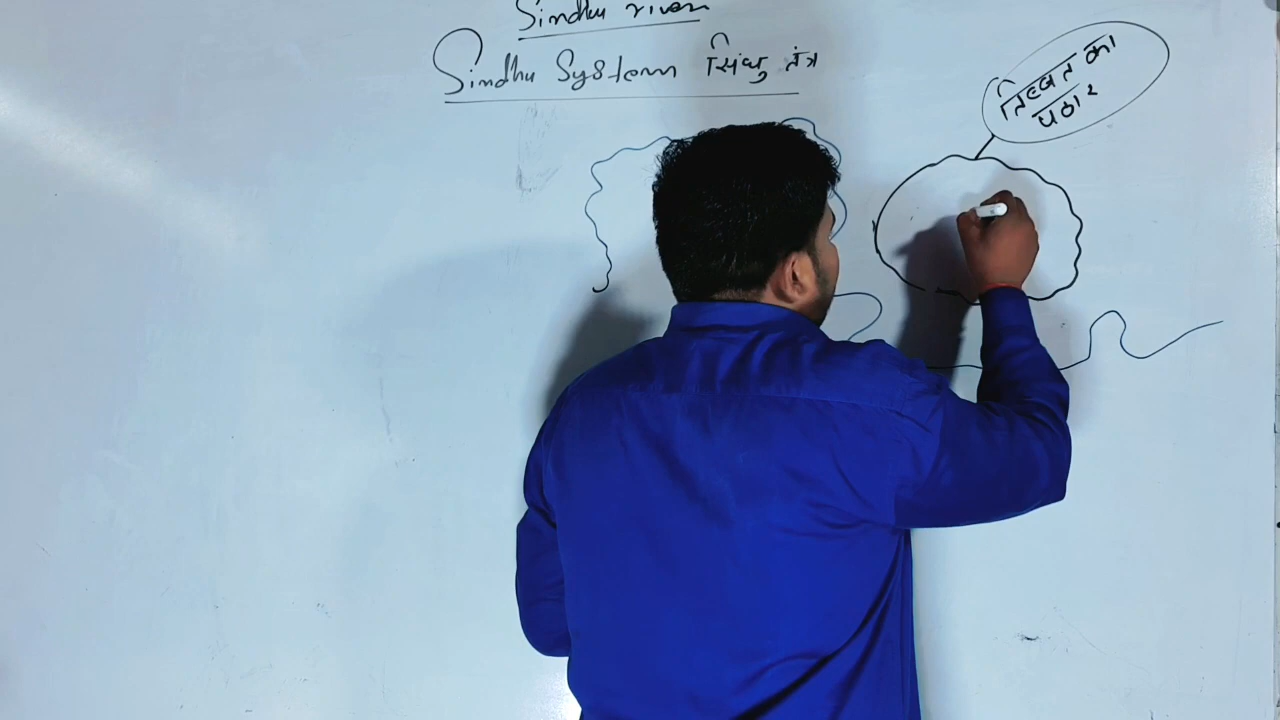 Sindhu river
Sindhu System सिंधु तंत्र
तिब्बत का
पठार